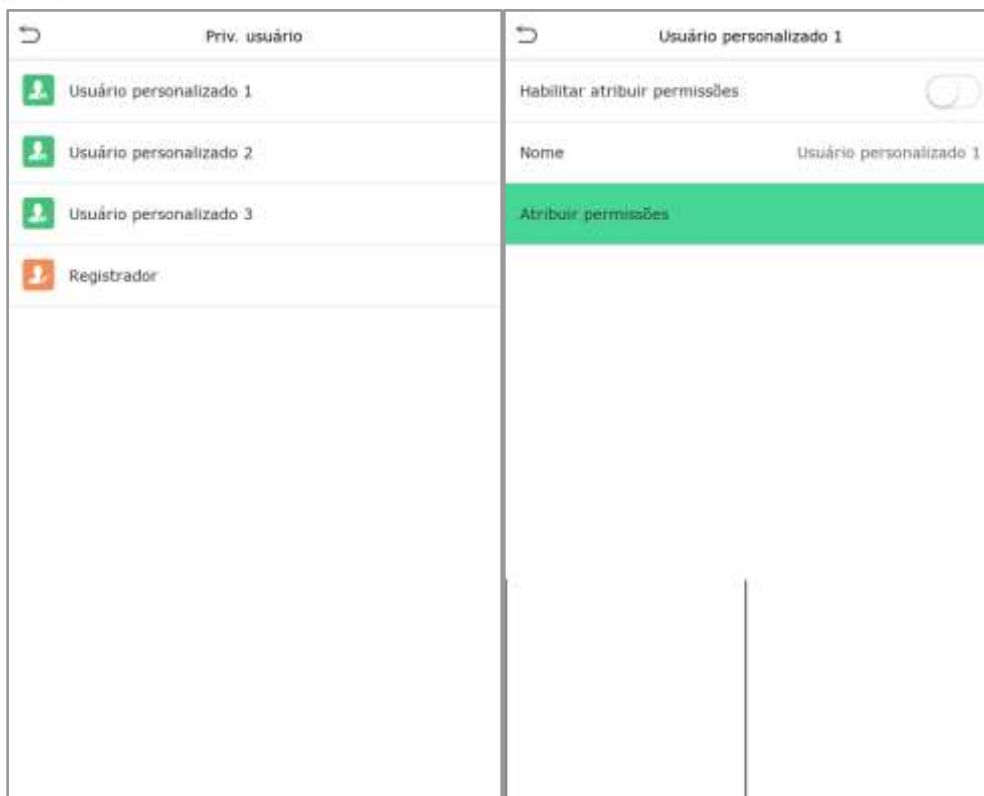 Priv. usuário
Usuário personalizado 1
Usuário personalizado 2
Usuário personalizado 3
Registrador
Usuário personalizado 1
Habilitar atribuir permissões
Nome Usuário personalizado 1
Atribuir permissões